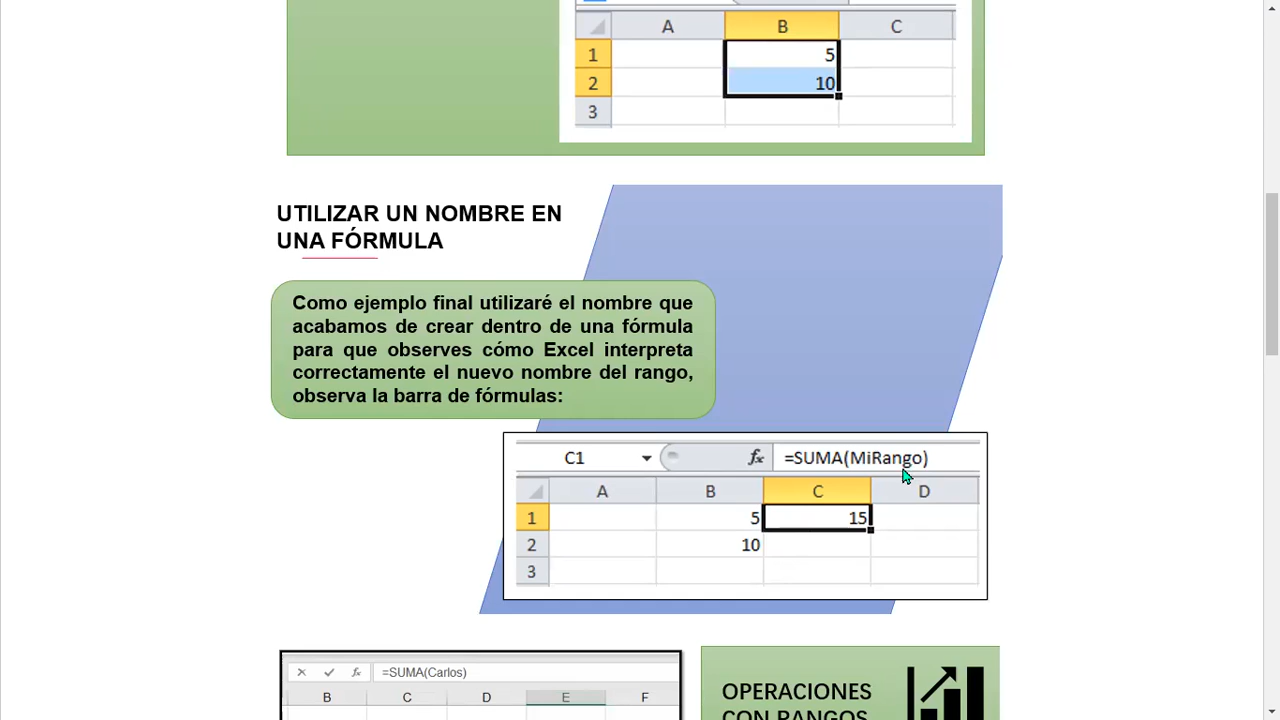 A B C
1 5
2 10
3
UTILIZAR UN NOMBRE EN
UNA FÓRMULA
Como ejemplo final utilizaré el nombre que
acabamos de crear dentro de una fórmula
para que observes cómo Excel interpreta
correctamente el nuevo nombre del rango,
observa la barra de fórmulas:
C1 fx =SUMA(MiRango)
A B C D
1 5 15
2 10
3
fx =SUMA(Carlos)
B C D E F
OPERACIONES
CON RANGOS